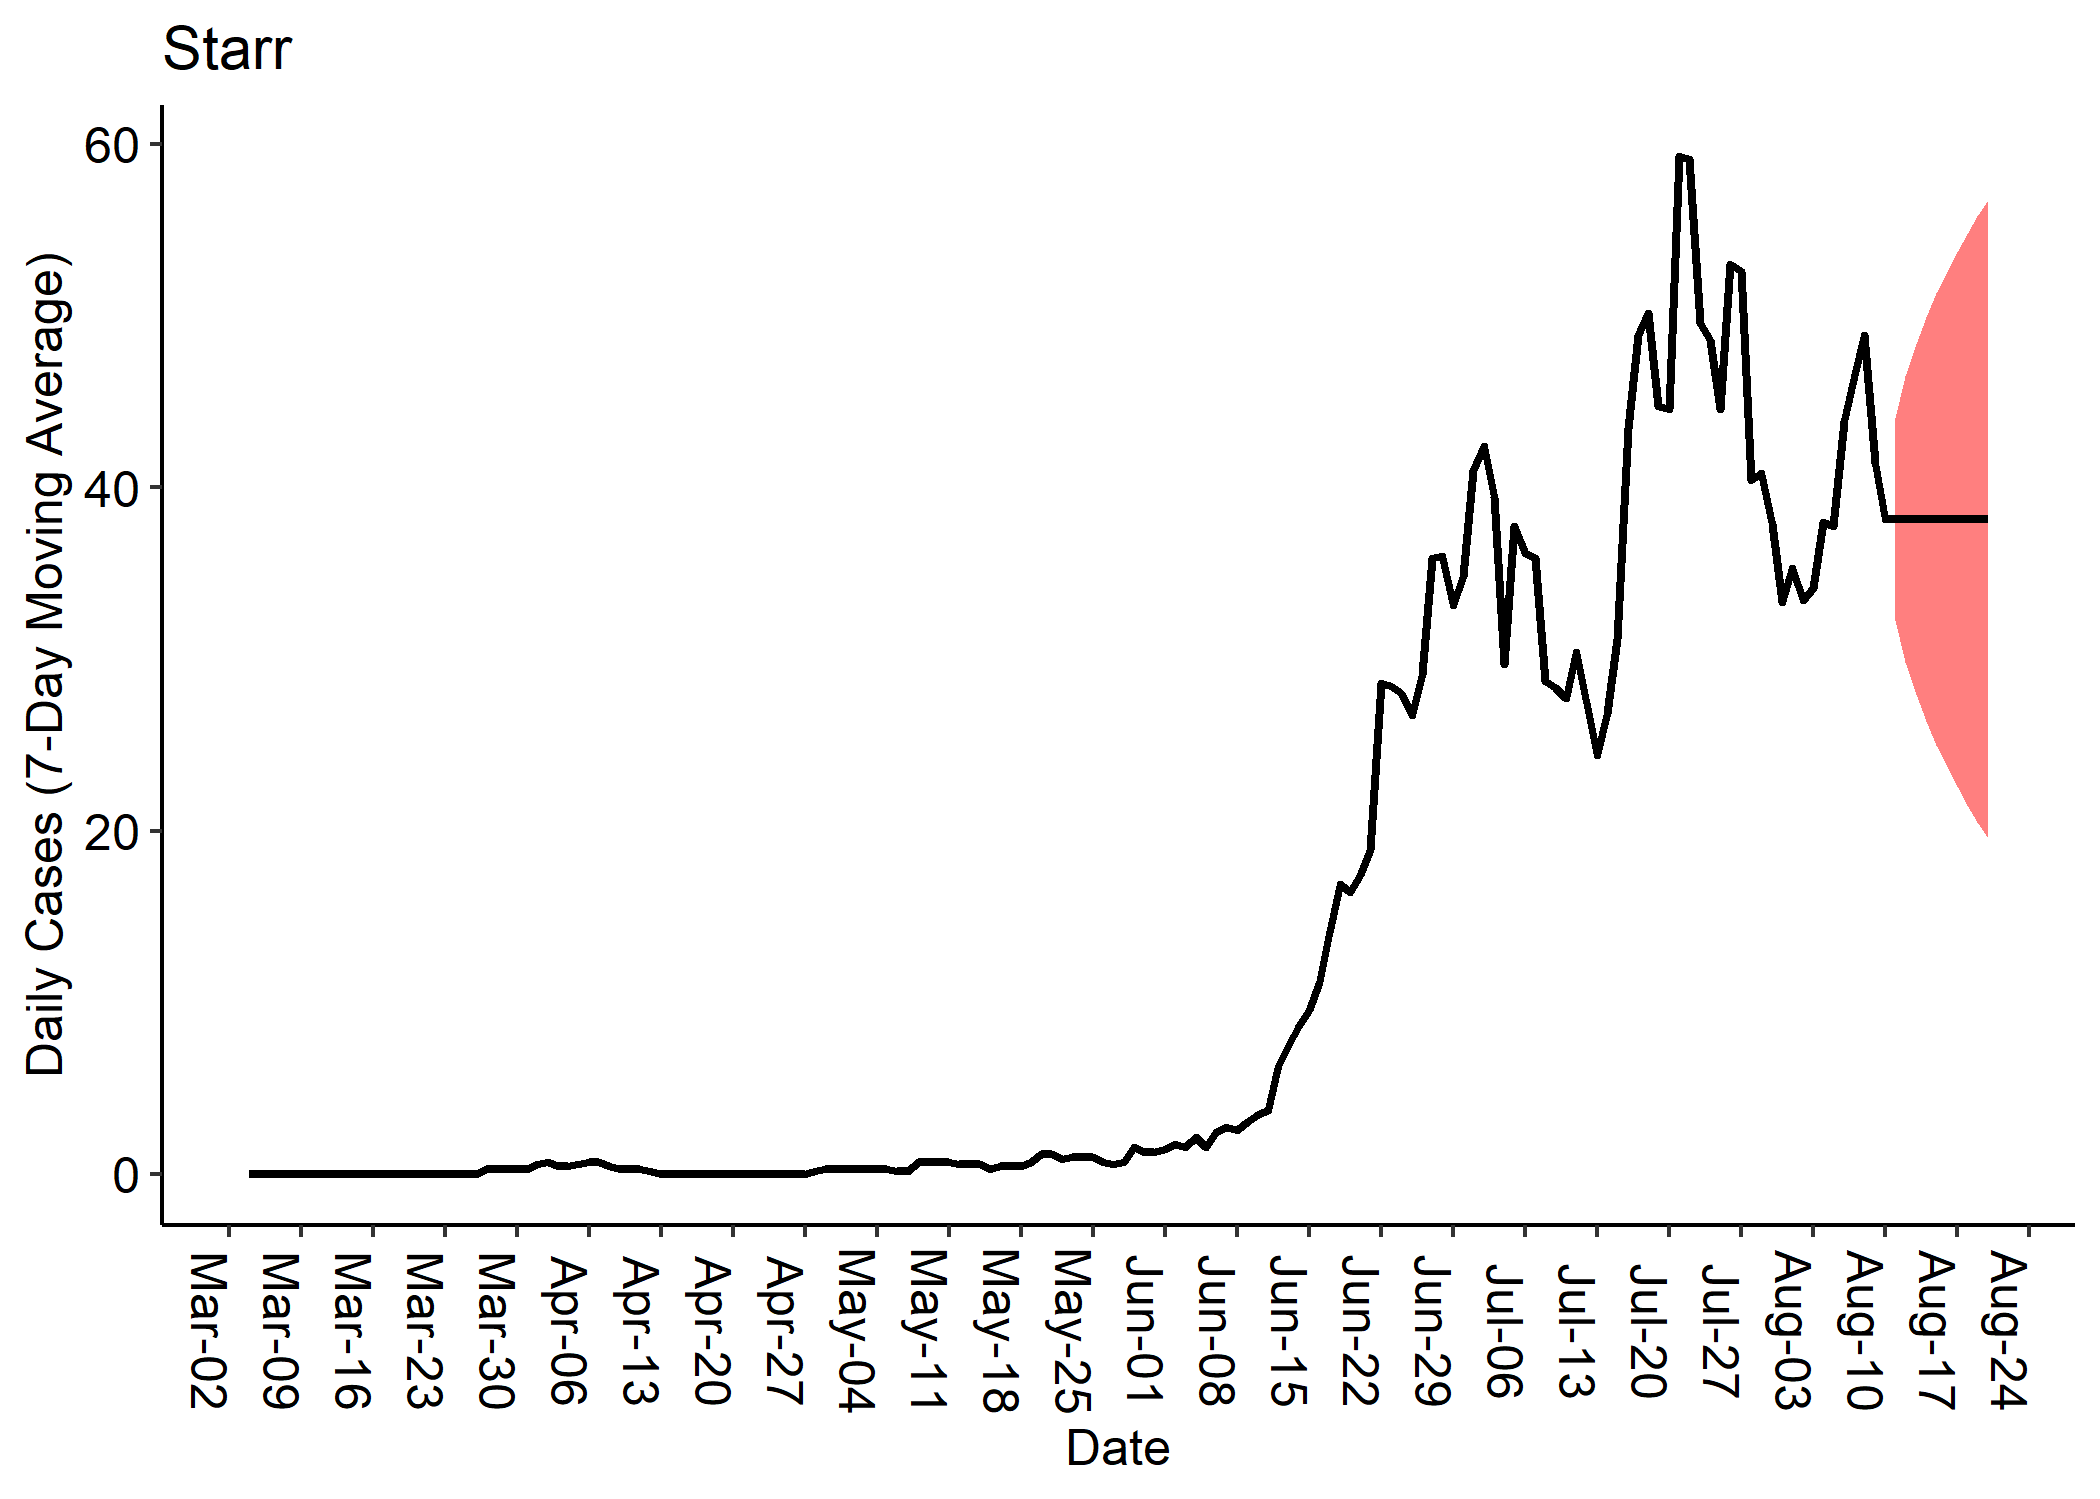 Starr
Daily Cases (7-Day Moving Average)
60
40
20
0
Mar-02
Mar-09
Mar-16
Mar-23
Mar-30
Apr-06
Apr-13
Apr-20
Apr-27
May-04
May-11
May-18
May-25
Jun-01
Jun-08
Jun-15
Jun-22
Jun-29
Jul-06
Jul-13
Jul-20
Jul-27
Aug-03
Aug-10
Aug-17
Aug-24
Date